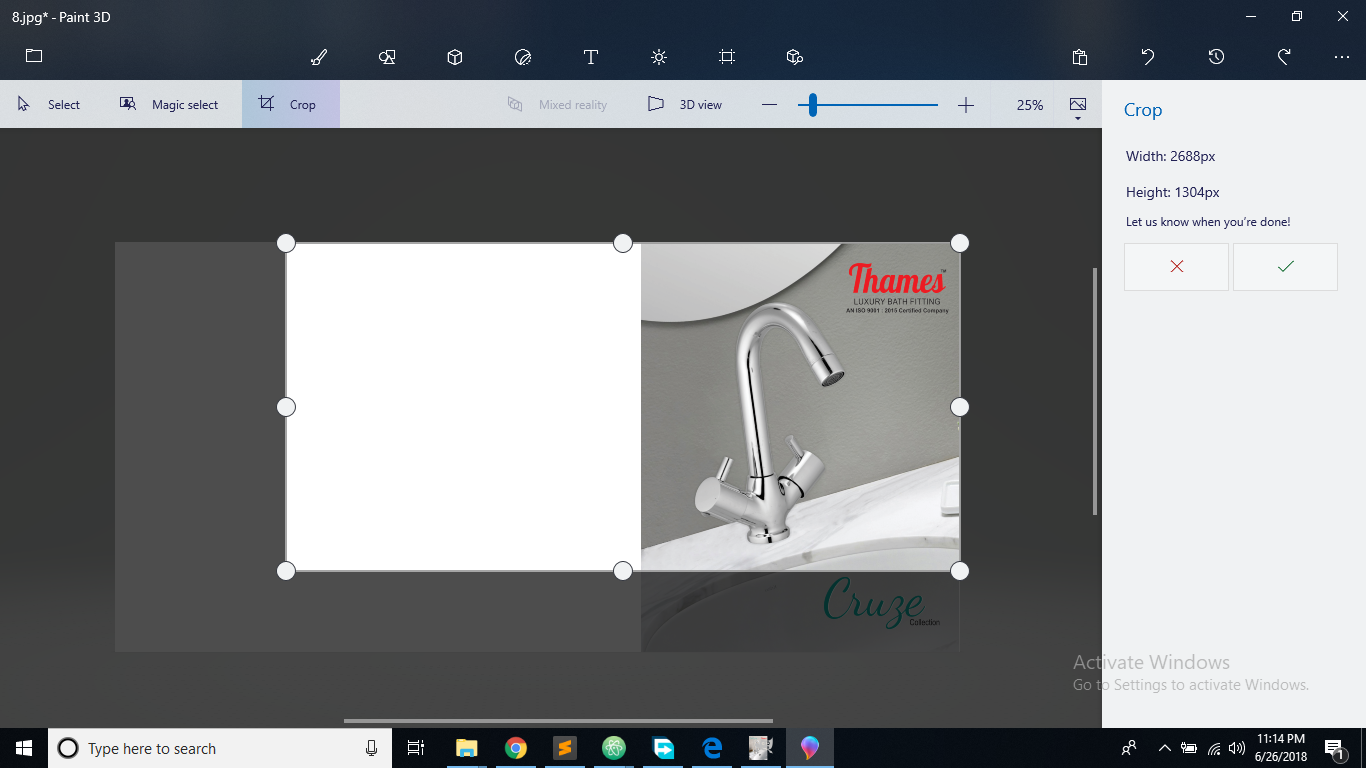 8.jpg* - Paint 3D
Select
Magic select
Crop
Mixed reality
3D view
25%
Crop
Width: 2688px
Height: 1304px
Let us know when you're done!
Thames™
LUXURY BATH FITTING
AN ISO 9001 : 2015 Certified Company
Cruze
Collection
Activate Windows
Go to Settings to activate Windows.
Type here to search
11:14 PM
6/26/2018
1